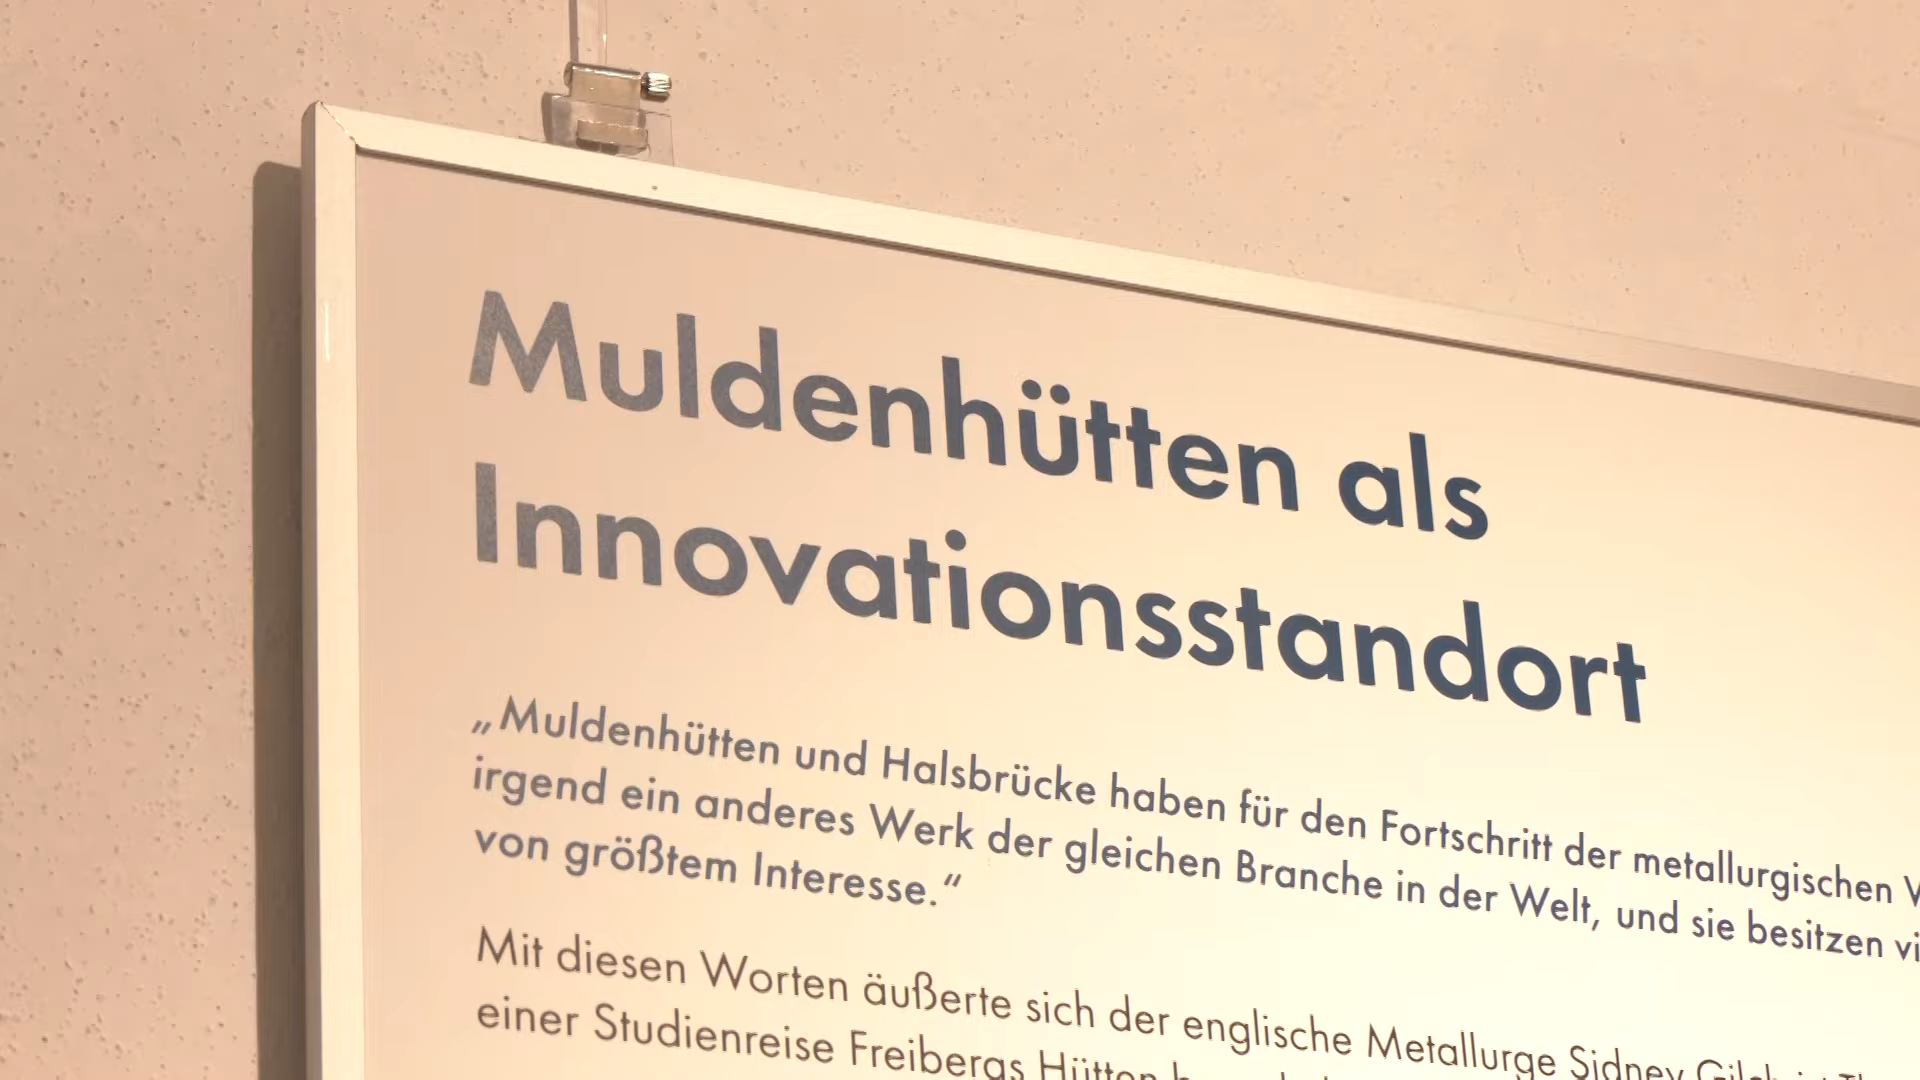 Muldenhütten als
Innovationsstandort
„Muldenhütten und Halsbrücke haben für den Fortschritt der metallurgischen
irgend ein anderes Werk der gleichen Branche in der Welt, und sie besitzen
von größtem Interesse.“
Mit diesen Worten äußerte sich der englische Metallurge Sidney
einer Studienreise Freibergs Hütten